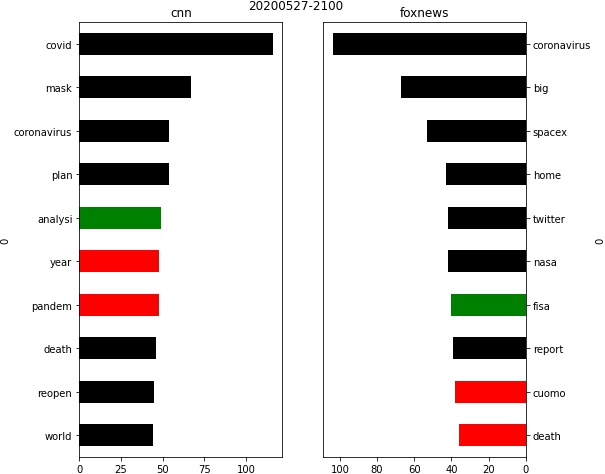 20200527-2100
cnn
foxnews
covid
mask
coronavirus
plan
analysi
year
pandem
death
reopen
world
0
0 25 50 75 100
coronavirus
big
spacex
home
twitter
nasa
fisa
report
cuomo
death
0
100 80 60 40 20 0